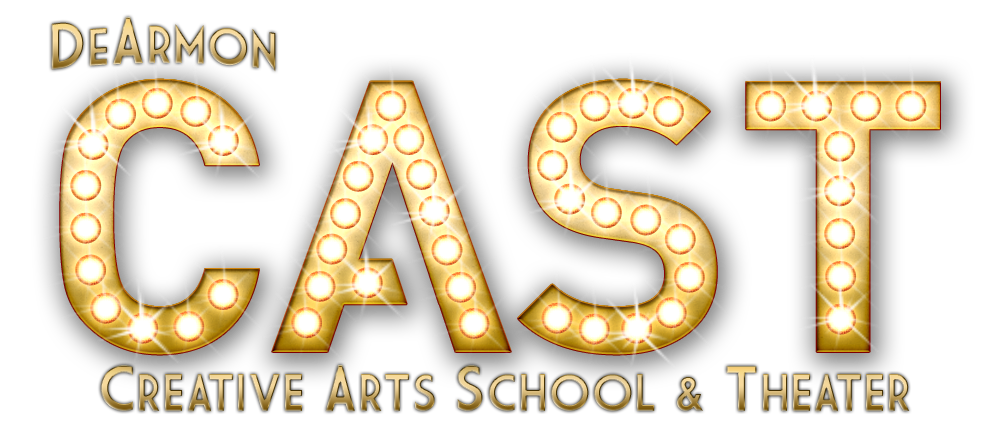 DeArmon
CAST
Creative Arts School & Theater